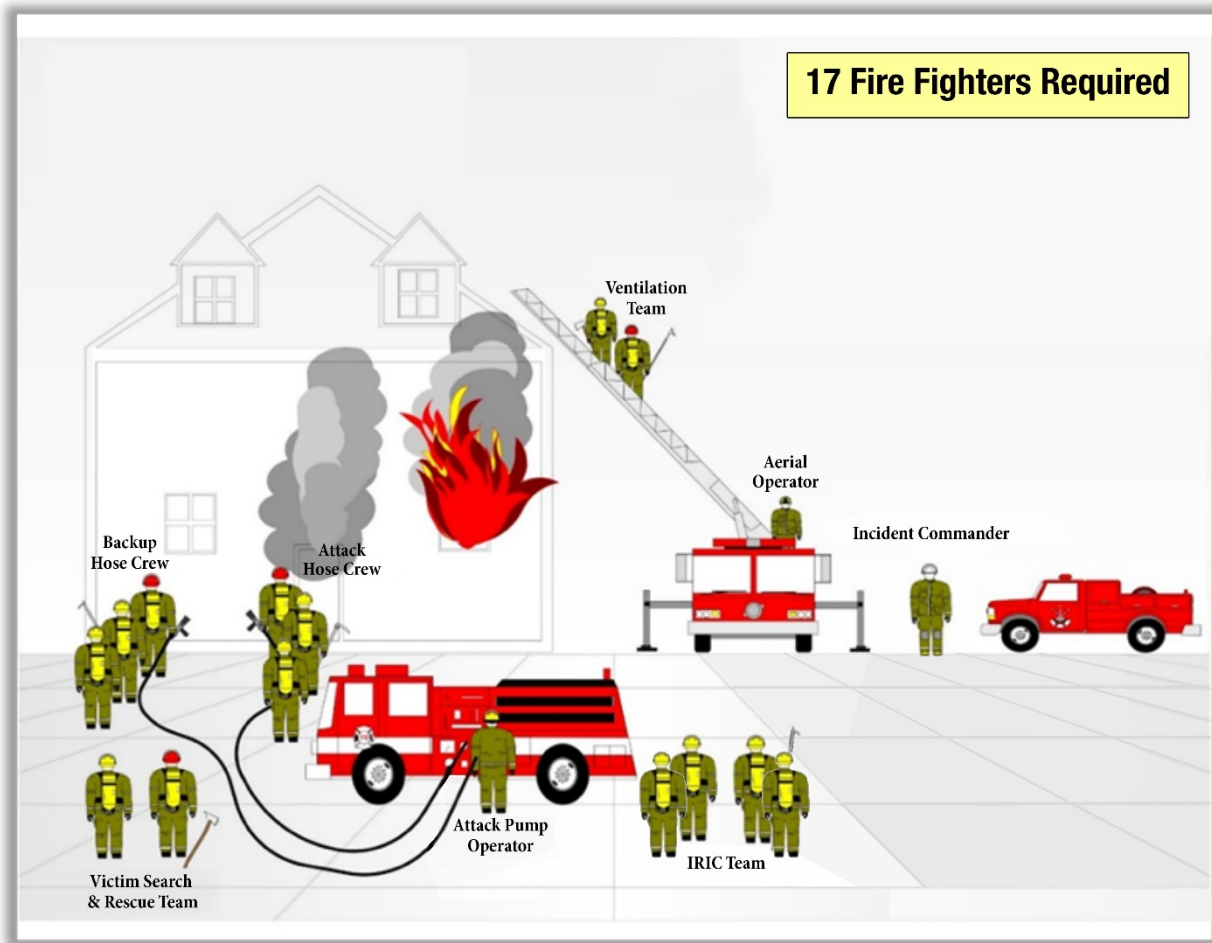 17 Fire Fighters Required
Ventilation
Team
Aerial
Operator
Incident Commander
Backup
Hose Crew
Attack
Hose Crew
Attack Pump
Operator
IRIC Team
Victim Search
& Rescue Team